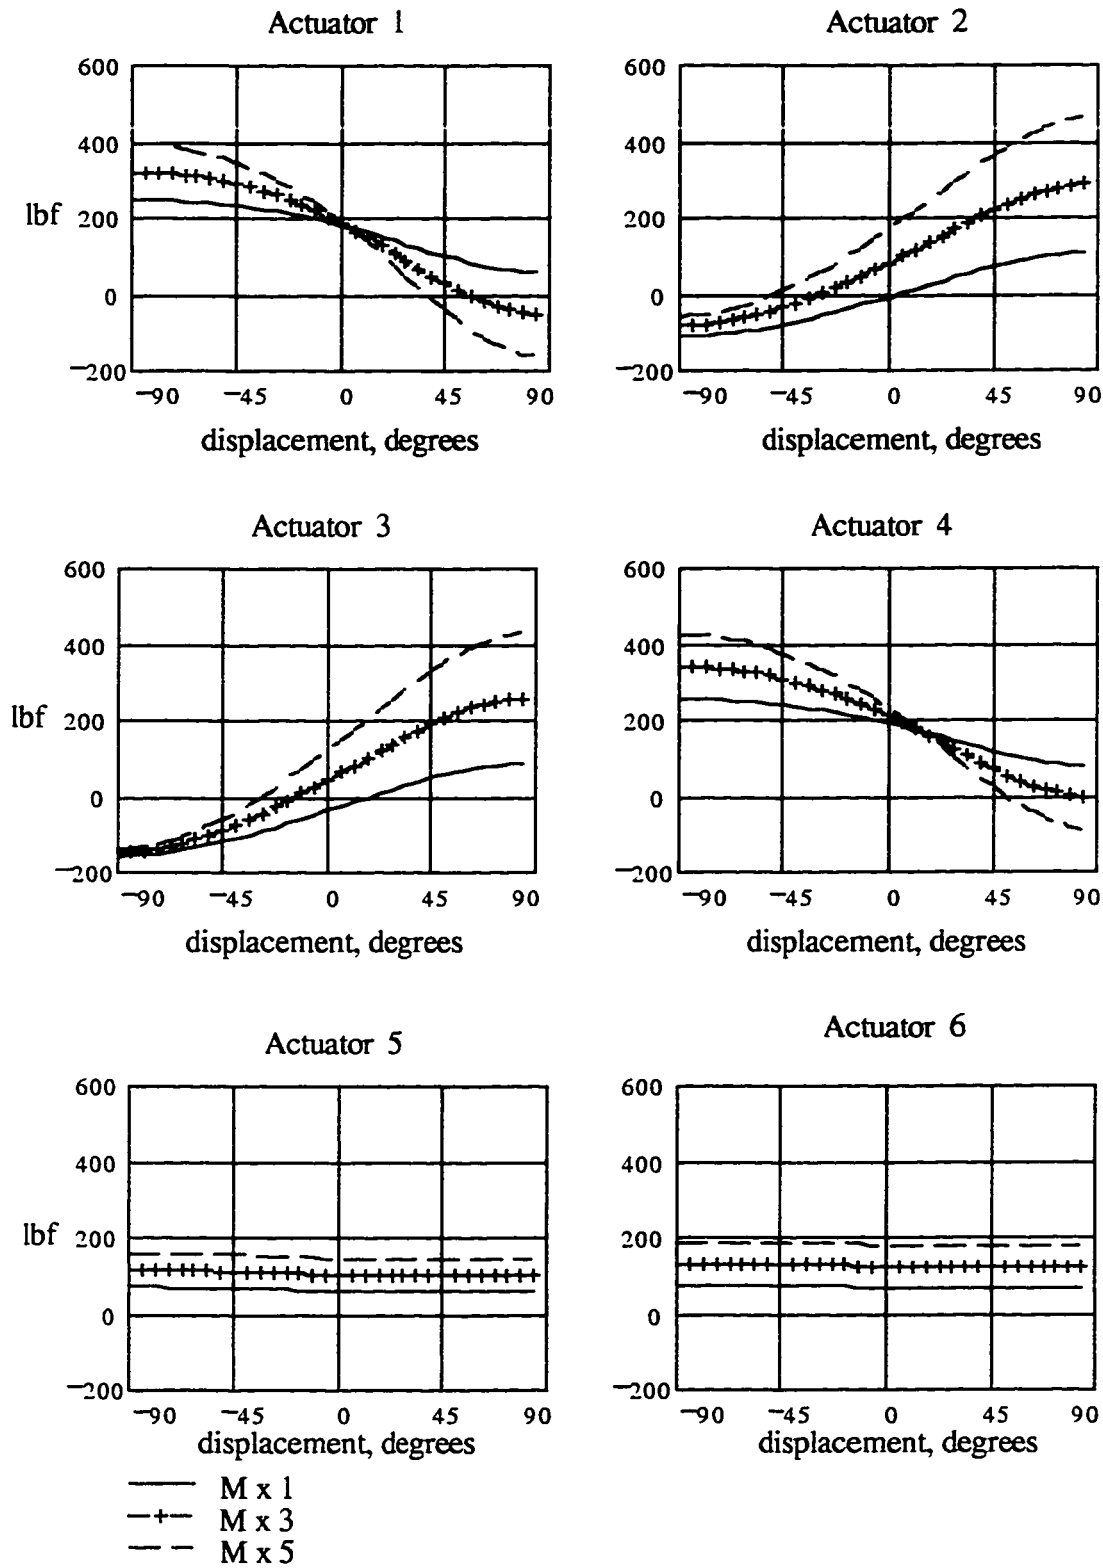 Actuator 1
600
400
lbf 200
0
−200
−90 −45 0 45 90
displacement, degrees
Actuator 2
600
400
200
0
−200
−90 −45 0 45 90
displacement, degrees
Actuator 3
600
400
lbf 200
0
−200
−90 −45 0 45 90
displacement, degrees
Actuator 4
600
400
200
0
−200
−90 −45 0 45 90
displacement, degrees
Actuator 5
600
400
lbf 200
0
−200
−90 −45 0 45 90
displacement, degrees
Actuator 6
600
400
200
0
−200
−90 −45 0 45 90
displacement, degrees
M x 1
M x 3
M x 5